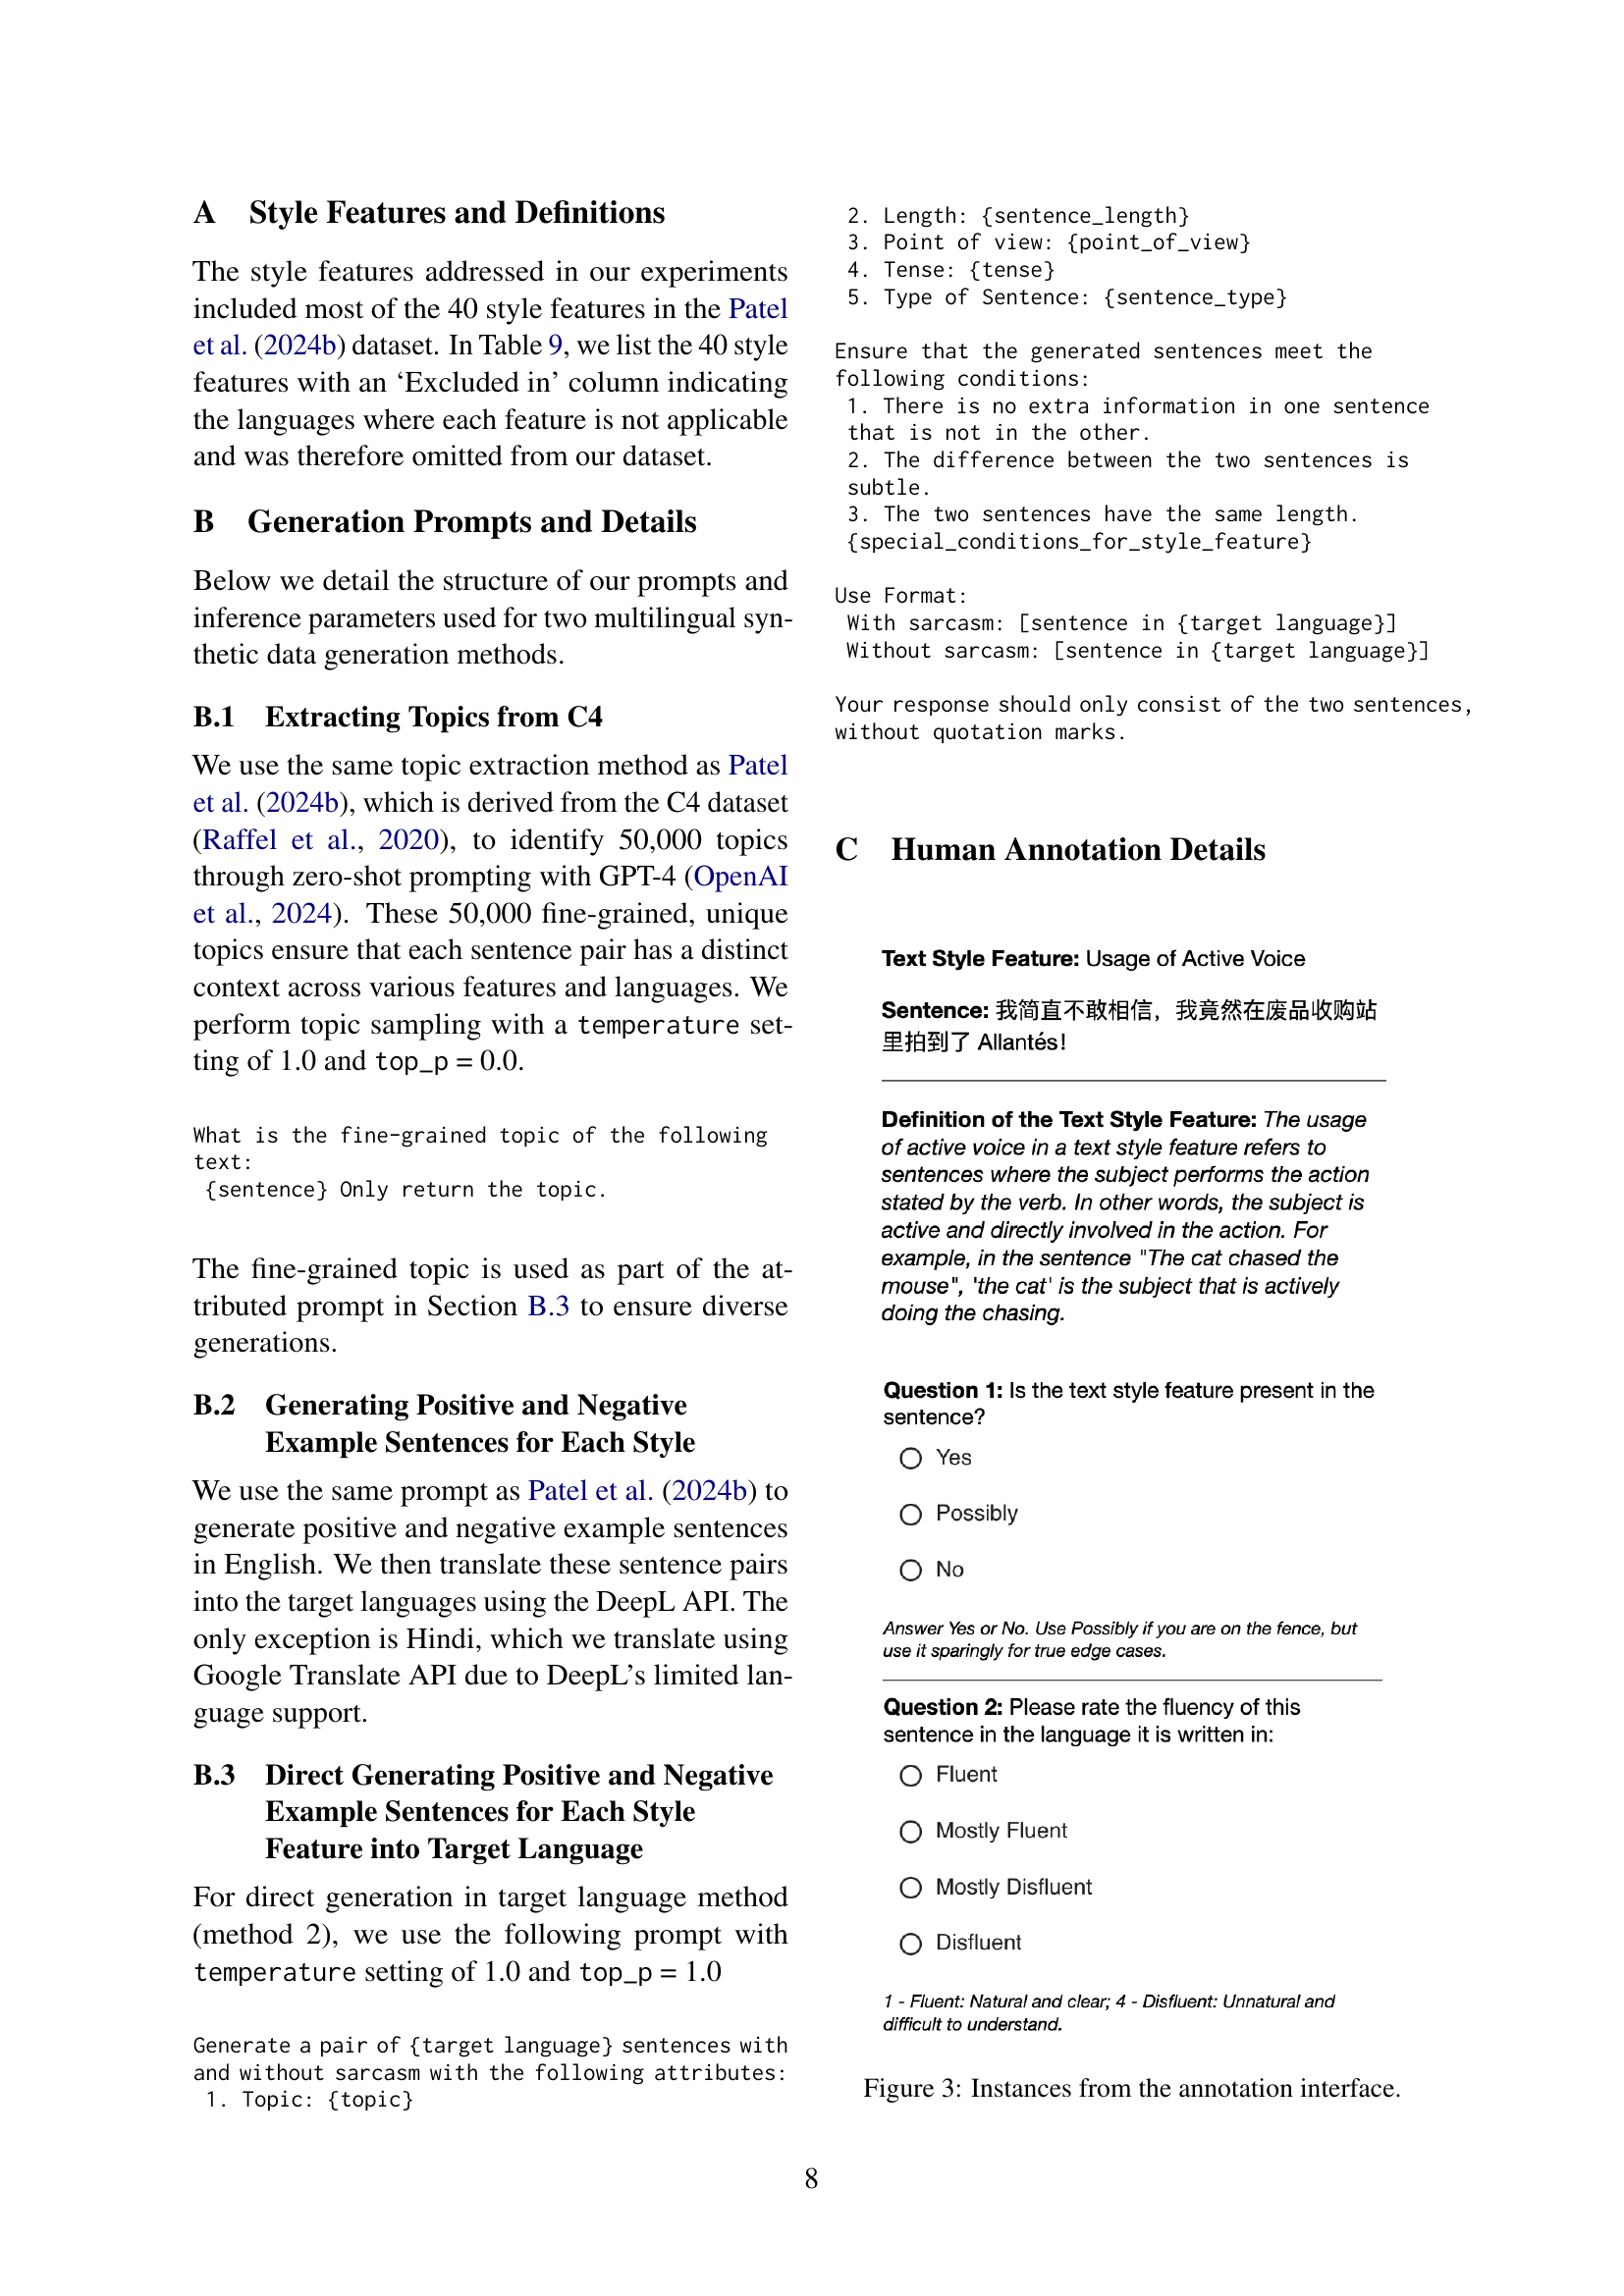 A Style Features and Definitions
The style features addressed in our experiments
included most of the 40 style features in the Patel
et al. (2024b) dataset. In Table 9, we list the 40 style
features with an ‘Excluded in’ column indicating
the languages where each feature is not applicable
and was therefore omitted from our dataset.
B Generation Prompts and Details
Below we detail the structure of our prompts and
inference parameters used for two multilingual syn-
thetic data generation methods.
B.1 Extracting Topics from C4
We use the same topic extraction method as Patel
et al. (2024b), which is derived from the C4 dataset
(Raffel et al., 2020), to identify 50,000 topics
through zero-shot prompting with GPT-4 (OpenAI
et al., 2024). These 50,000 fine-grained, unique
topics ensure that each sentence pair has a distinct
context across various features and languages. We
perform topic sampling with a temperature set-
ting of 1.0 and top_p = 0.0.
What is the fine-grained topic of the following
text:
{sentence} Only return the topic.
The fine-grained topic is used as part of the at-
tributed prompt in Section B.3 to ensure diverse
generations.
B.2 Generating Positive and Negative
Example Sentences for Each Style
We use the same prompt as Patel et al. (2024b) to
generate positive and negative example sentences
in English. We then translate these sentence pairs
into the target languages using the DeepL API. The
only exception is Hindi, which we translate using
Google Translate API due to DeepL’s limited lan-
guage support.
B.3 Direct Generating Positive and Negative
Example Sentences for Each Style
Feature into Target Language
For direct generation in target language method
(method 2), we use the following prompt with
temperature setting of 1.0 and top_p = 1.0
Generate a pair of {target language} sentences with
and without sarcasm with the following attributes:
1. Topic: {topic}
2. Length: {sentence_length}
3. Point of view: {point_of_view}
4. Tense: {tense}
5. Type of Sentence: {sentence_type}
Ensure that the generated sentences meet the
following conditions:
1. There is no extra information in one sentence
that is not in the other.
2. The difference between the two sentences is
subtle.
3. The two sentences have the same length.
{special_conditions_for_style_feature}
Use Format:
With sarcasm: [sentence in {target language}]
Without sarcasm: [sentence in {target language}]
Your response should only consist of the two sentences,
without quotation marks.
C Human Annotation Details
Text Style Feature: Usage of Active Voice
Sentence: 我简直不敢相信，我竟然在废品收购站
里拍到了 Allantés!
Definition of the Text Style Feature: The usage
of active voice in a text style feature refers to
sentences where the subject performs the action
stated by the verb. In other words, the subject is
active and directly involved in the action. For
example, in the sentence "The cat chased the
mouse", 'the cat' is the subject that is actively
doing the chasing.
Question 1: Is the text style feature present in the
sentence?
Yes
Possibly
No
Answer Yes or No. Use Possibly if you are on the fence, but
use it sparingly for true edge cases.
Question 2: Please rate the fluency of this
sentence in the language it is written in:
Fluent
Mostly Fluent
Mostly Disfluent
Disfluent
1 - Fluent: Natural and clear; 4 - Disfluent: Unnatural and
difficult to understand.
Figure 3: Instances from the annotation interface.
8